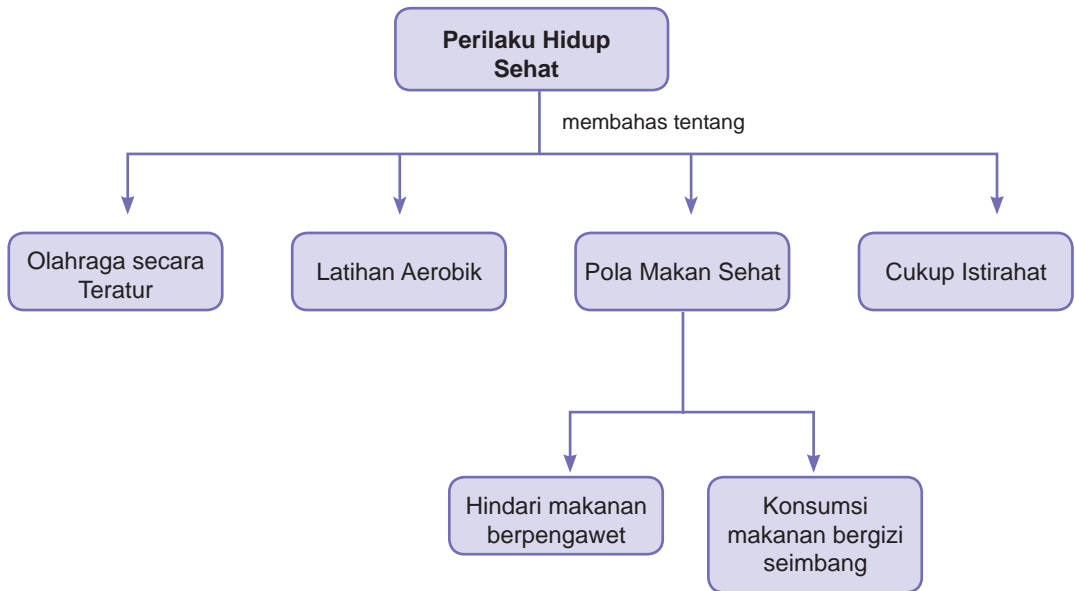 Perilaku Hidup
Sehat
membahas tentang
Olahraga secara
Teratur
Latihan Aerobik
Pola Makan Sehat
Cukup Istirahat
Hindari makanan
berpengawet
Konsumsi
makanan bergizi
seimbang